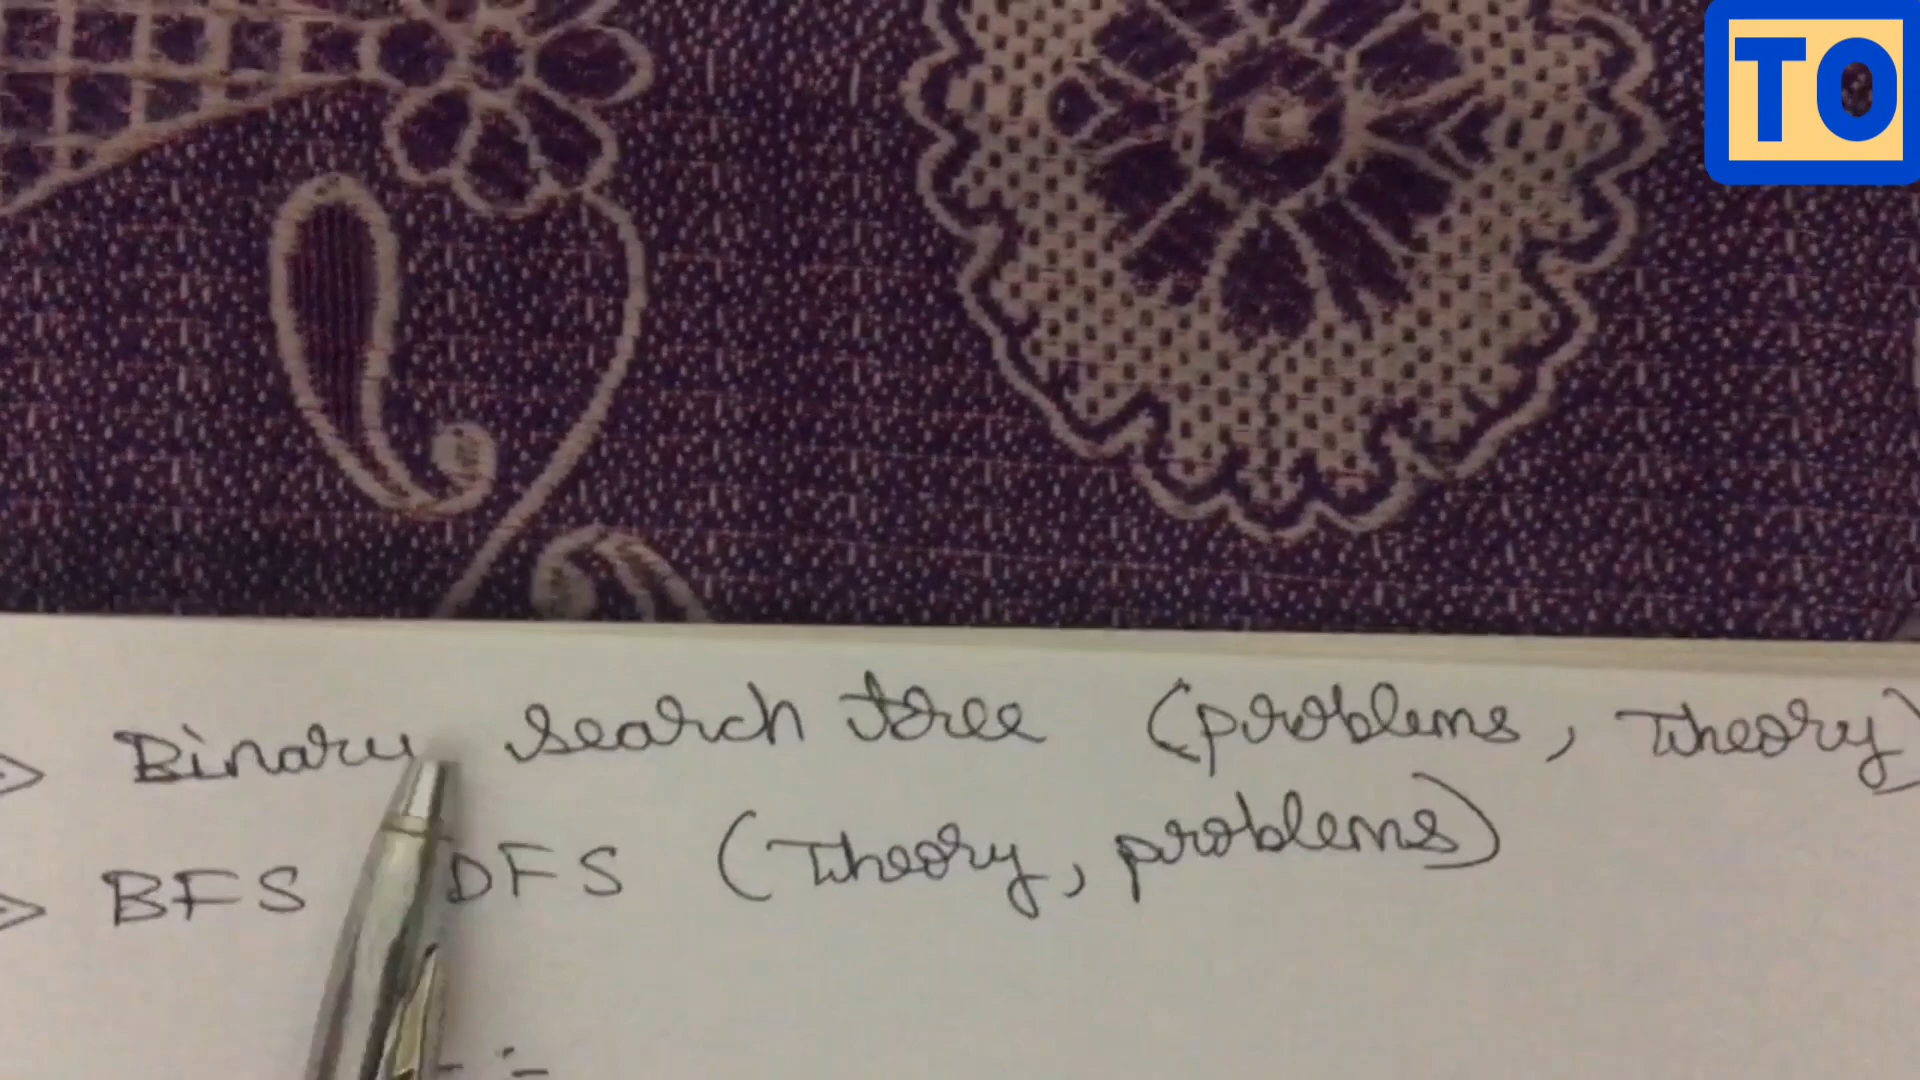 TO
> Binary search tree (problems, Theory)
> BFS DFS (Theory, problems)